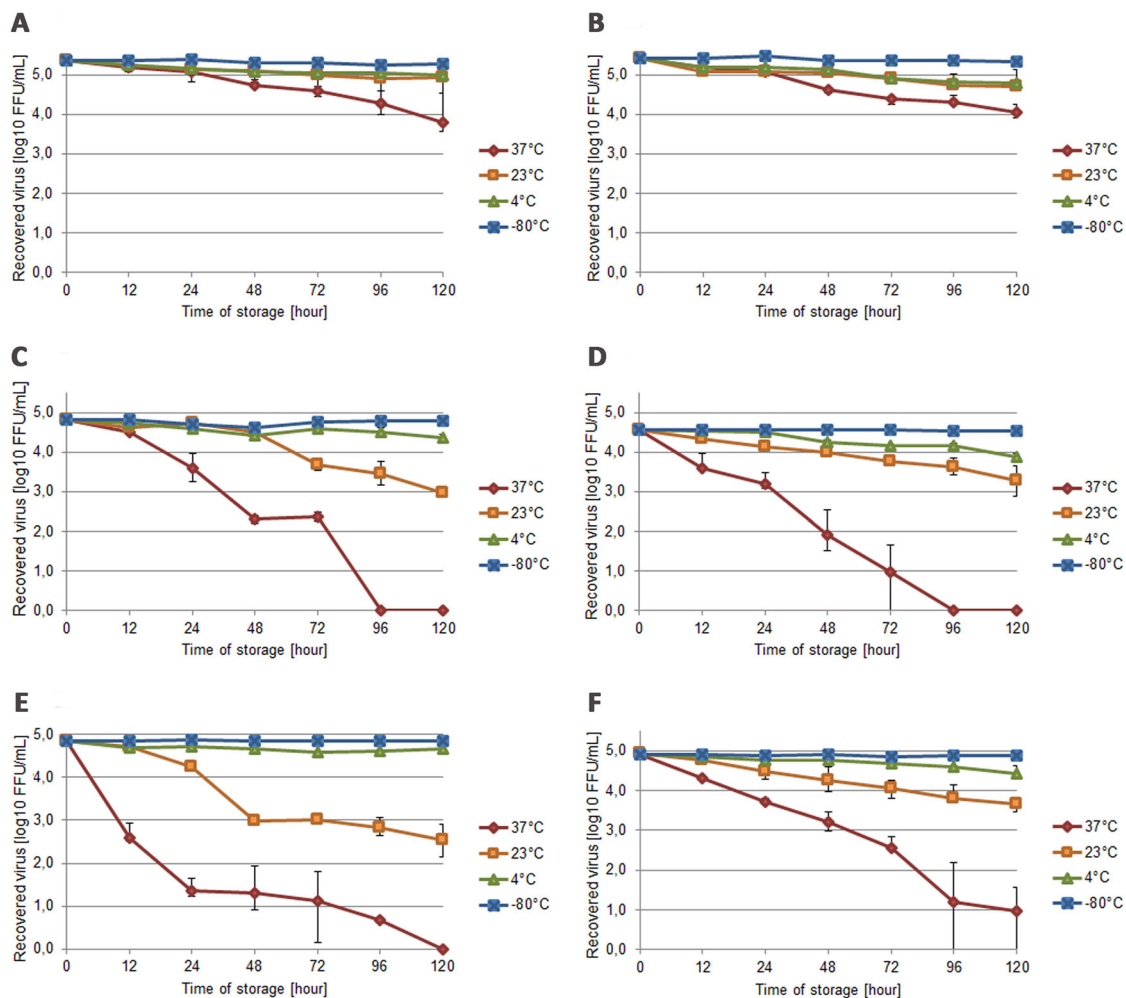 A
Recovered virus [log10 FFU/mL]
5,0
4,0
3,0
2,0
1,0
0,0
0 12 24 48 72 96 120
Time of storage [hour]
37°C
23°C
4°C
-80°C
B
Recovered viurs [log10 FFU/mL]
5,0
4,0
3,0
2,0
1,0
0,0
0 12 24 48 72 96 120
Time of storage [hour]
37°C
23°C
4°C
-80°C
C
Recovered virus [log10 FFU/mL]
5,0
4,0
3,0
2,0
1,0
0,0
0 12 24 48 72 96 120
Time of storage [hour]
37°C
23°C
4°C
-80°C
D
Recovered virus [log10 FFU/mL]
5,0
4,0
3,0
2,0
1,0
0,0
0 12 24 48 72 96 120
Time of storage [hour]
37°C
23°C
4°C
-80°C
E
Recovered virus [log10 FFU/mL]
5,0
4,0
3,0
2,0
1,0
0,0
0 12 24 48 72 96 120
Time of storage [hour]
37°C
23°C
4°C
-80°C
F
Recovered virus [log10 FFU/mL]
5,0
4,0
3,0
2,0
1,0
0,0
0 12 24 48 72 96 120
Time of storage [hour]
37°C
23°C
4°C
-80°C